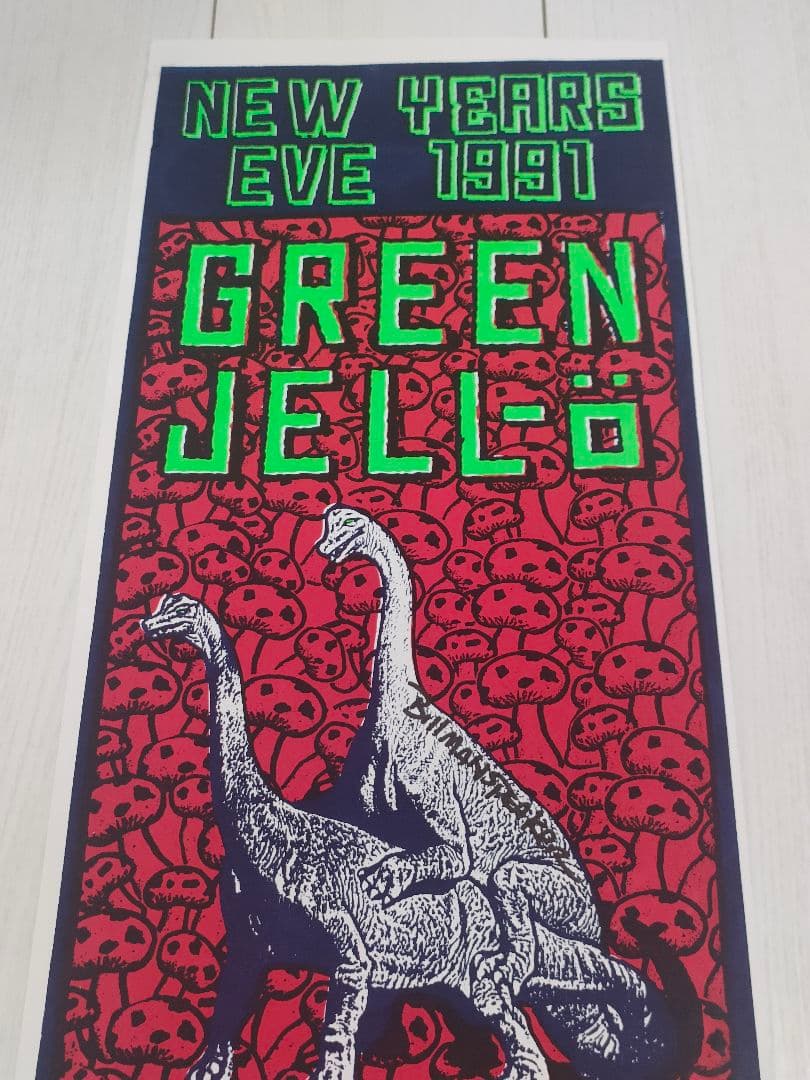 NEW YEARS
EVE 1991
GREEN
JELL-Ö